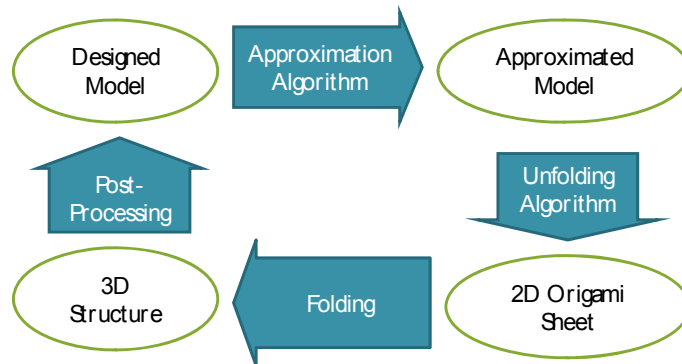 Designed
Model
Approximation
Algorithm
Approximated
Model
Unfolding
Algorithm
2D Origami
Sheet
Folding
3D
Structure
Post-
Processing